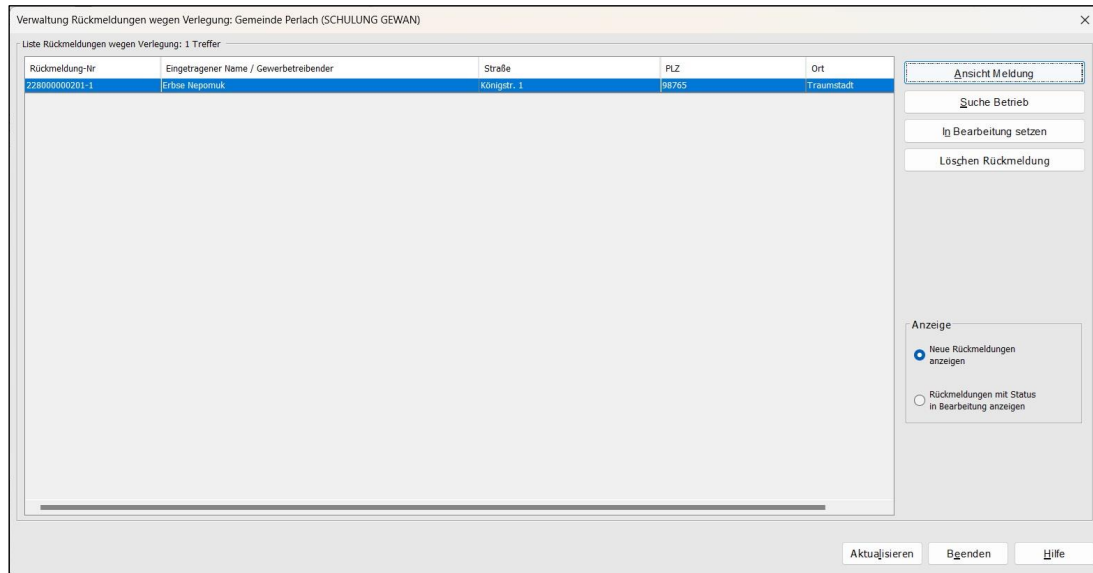 Verwaltung Rückmeldungen wegen Verlegung: Gemeinde Perlach (SCHULUNG GEWAN)
Liste Rückmeldungen wegen Verlegung: 1 Treffer
Rückmeldung-Nr Eingetragener Name / Gewerbetreibender Straße PLZ Ort
228000000201-1 Erbse Nepomuk Königstr. 1 98765 Traumstadt
Ansicht Meldung
Suche Betrieb
In Bearbeitung setzen
Löschen Rückmeldung
Anzeige
Neue Rückmeldungen
anzeigen
Rückmeldungen mit Status
in Bearbeitung anzeigen
Aktualisieren Beenden Hilfe